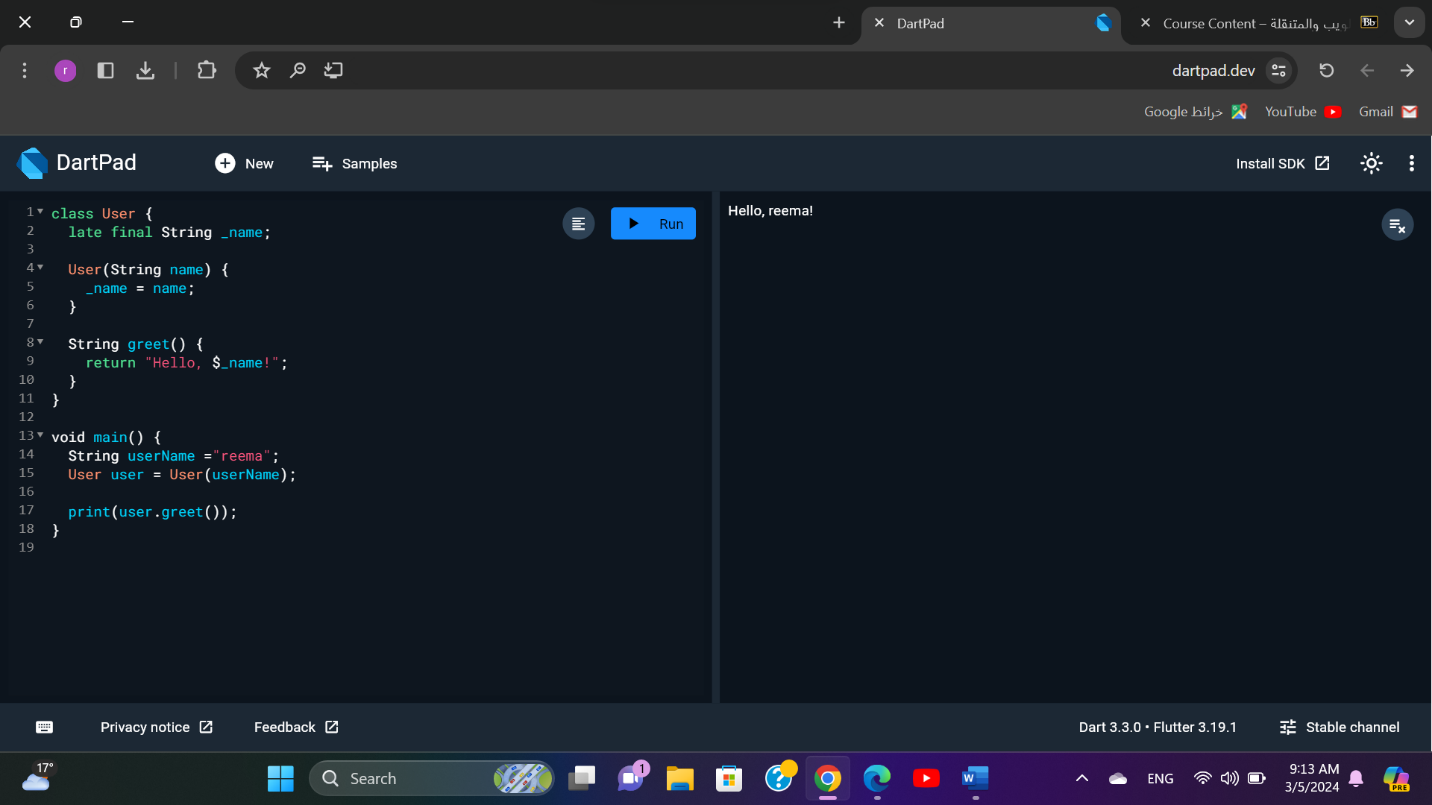 DartPad
Course Content – ويب والمتنقلة
Bb
r
dartpad.dev
خرائط Google
YouTube
Gmail
DartPad
New
Samples
Install SDK
1 class User {
2 late final String _name;
3
4 User(String name) {
5 _name = name;
6 }
7
8 String greet() {
9 return "Hello, $_name!";
10 }
11 }
12
13 void main() {
14 String userName ="reema";
15 User user = User(userName);
16
17 print(user.greet());
18 }
19
Run
Hello, reema!
Privacy notice
Feedback
Dart 3.3.0 • Flutter 3.19.1
Stable channel
17°
Search
1
W
ENG
9:13 AM
3/5/2024
PRE